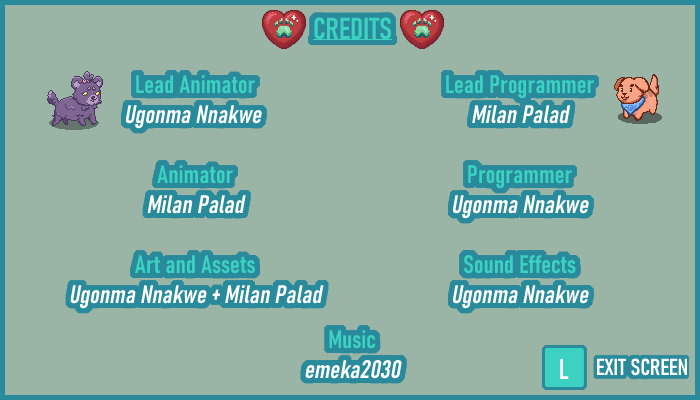 CREDITS
Lead Animator
Ugonma Nnakwe
Lead Programmer
Milan Palad
Animator
Milan Palad
Programmer
Ugonma Nnakwe
Art and Assets
Ugonma Nnakwe + Milan Palad
Sound Effects
Ugonma Nnakwe
Music
emeka2030
L EXIT SCREEN